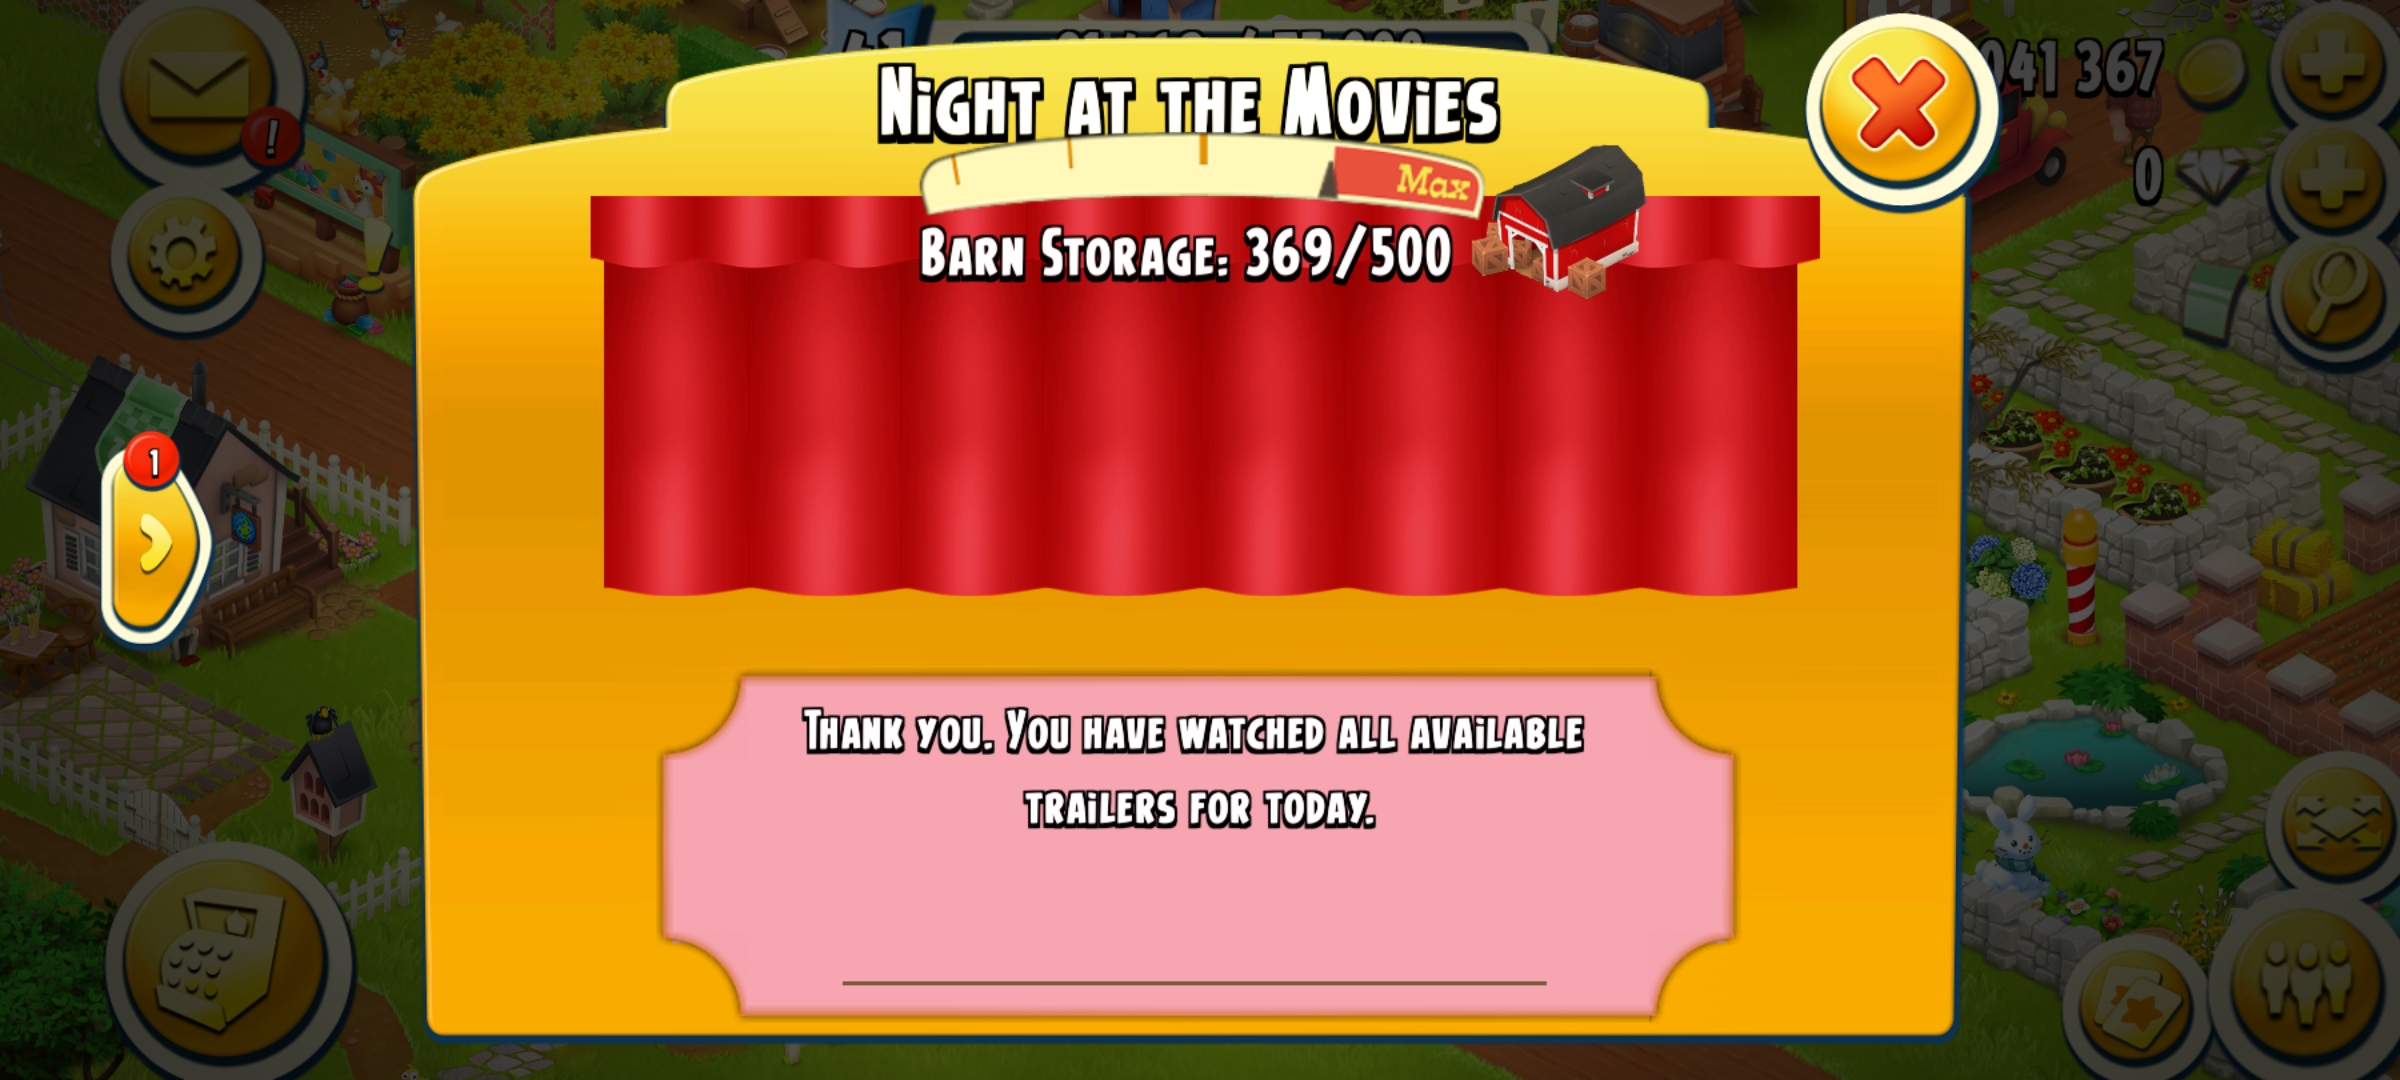 Night at the Movies
Max
Barn Storage: 369/500
041 367
0
!
1
Thank you. You have watched all available
trailers for today.